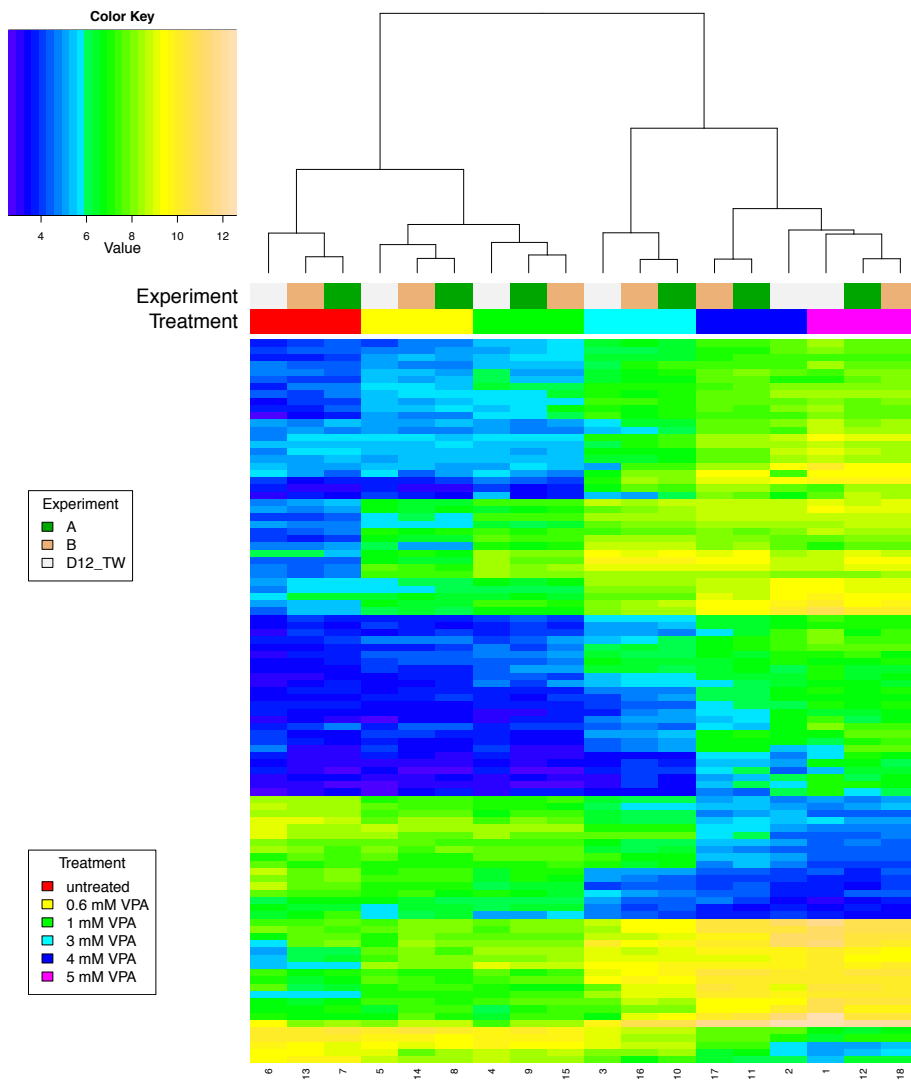 Color Key
4 6 8 10 12
Value
Experiment
Treatment
Experiment
A
B
D12_TW
Treatment
untreated
0.6 mM VPA
1 mM VPA
3 mM VPA
4 mM VPA
5 mM VPA
6 13 7 5 14 8 4 9 15 3 16 10 17 11 2 1 12 18